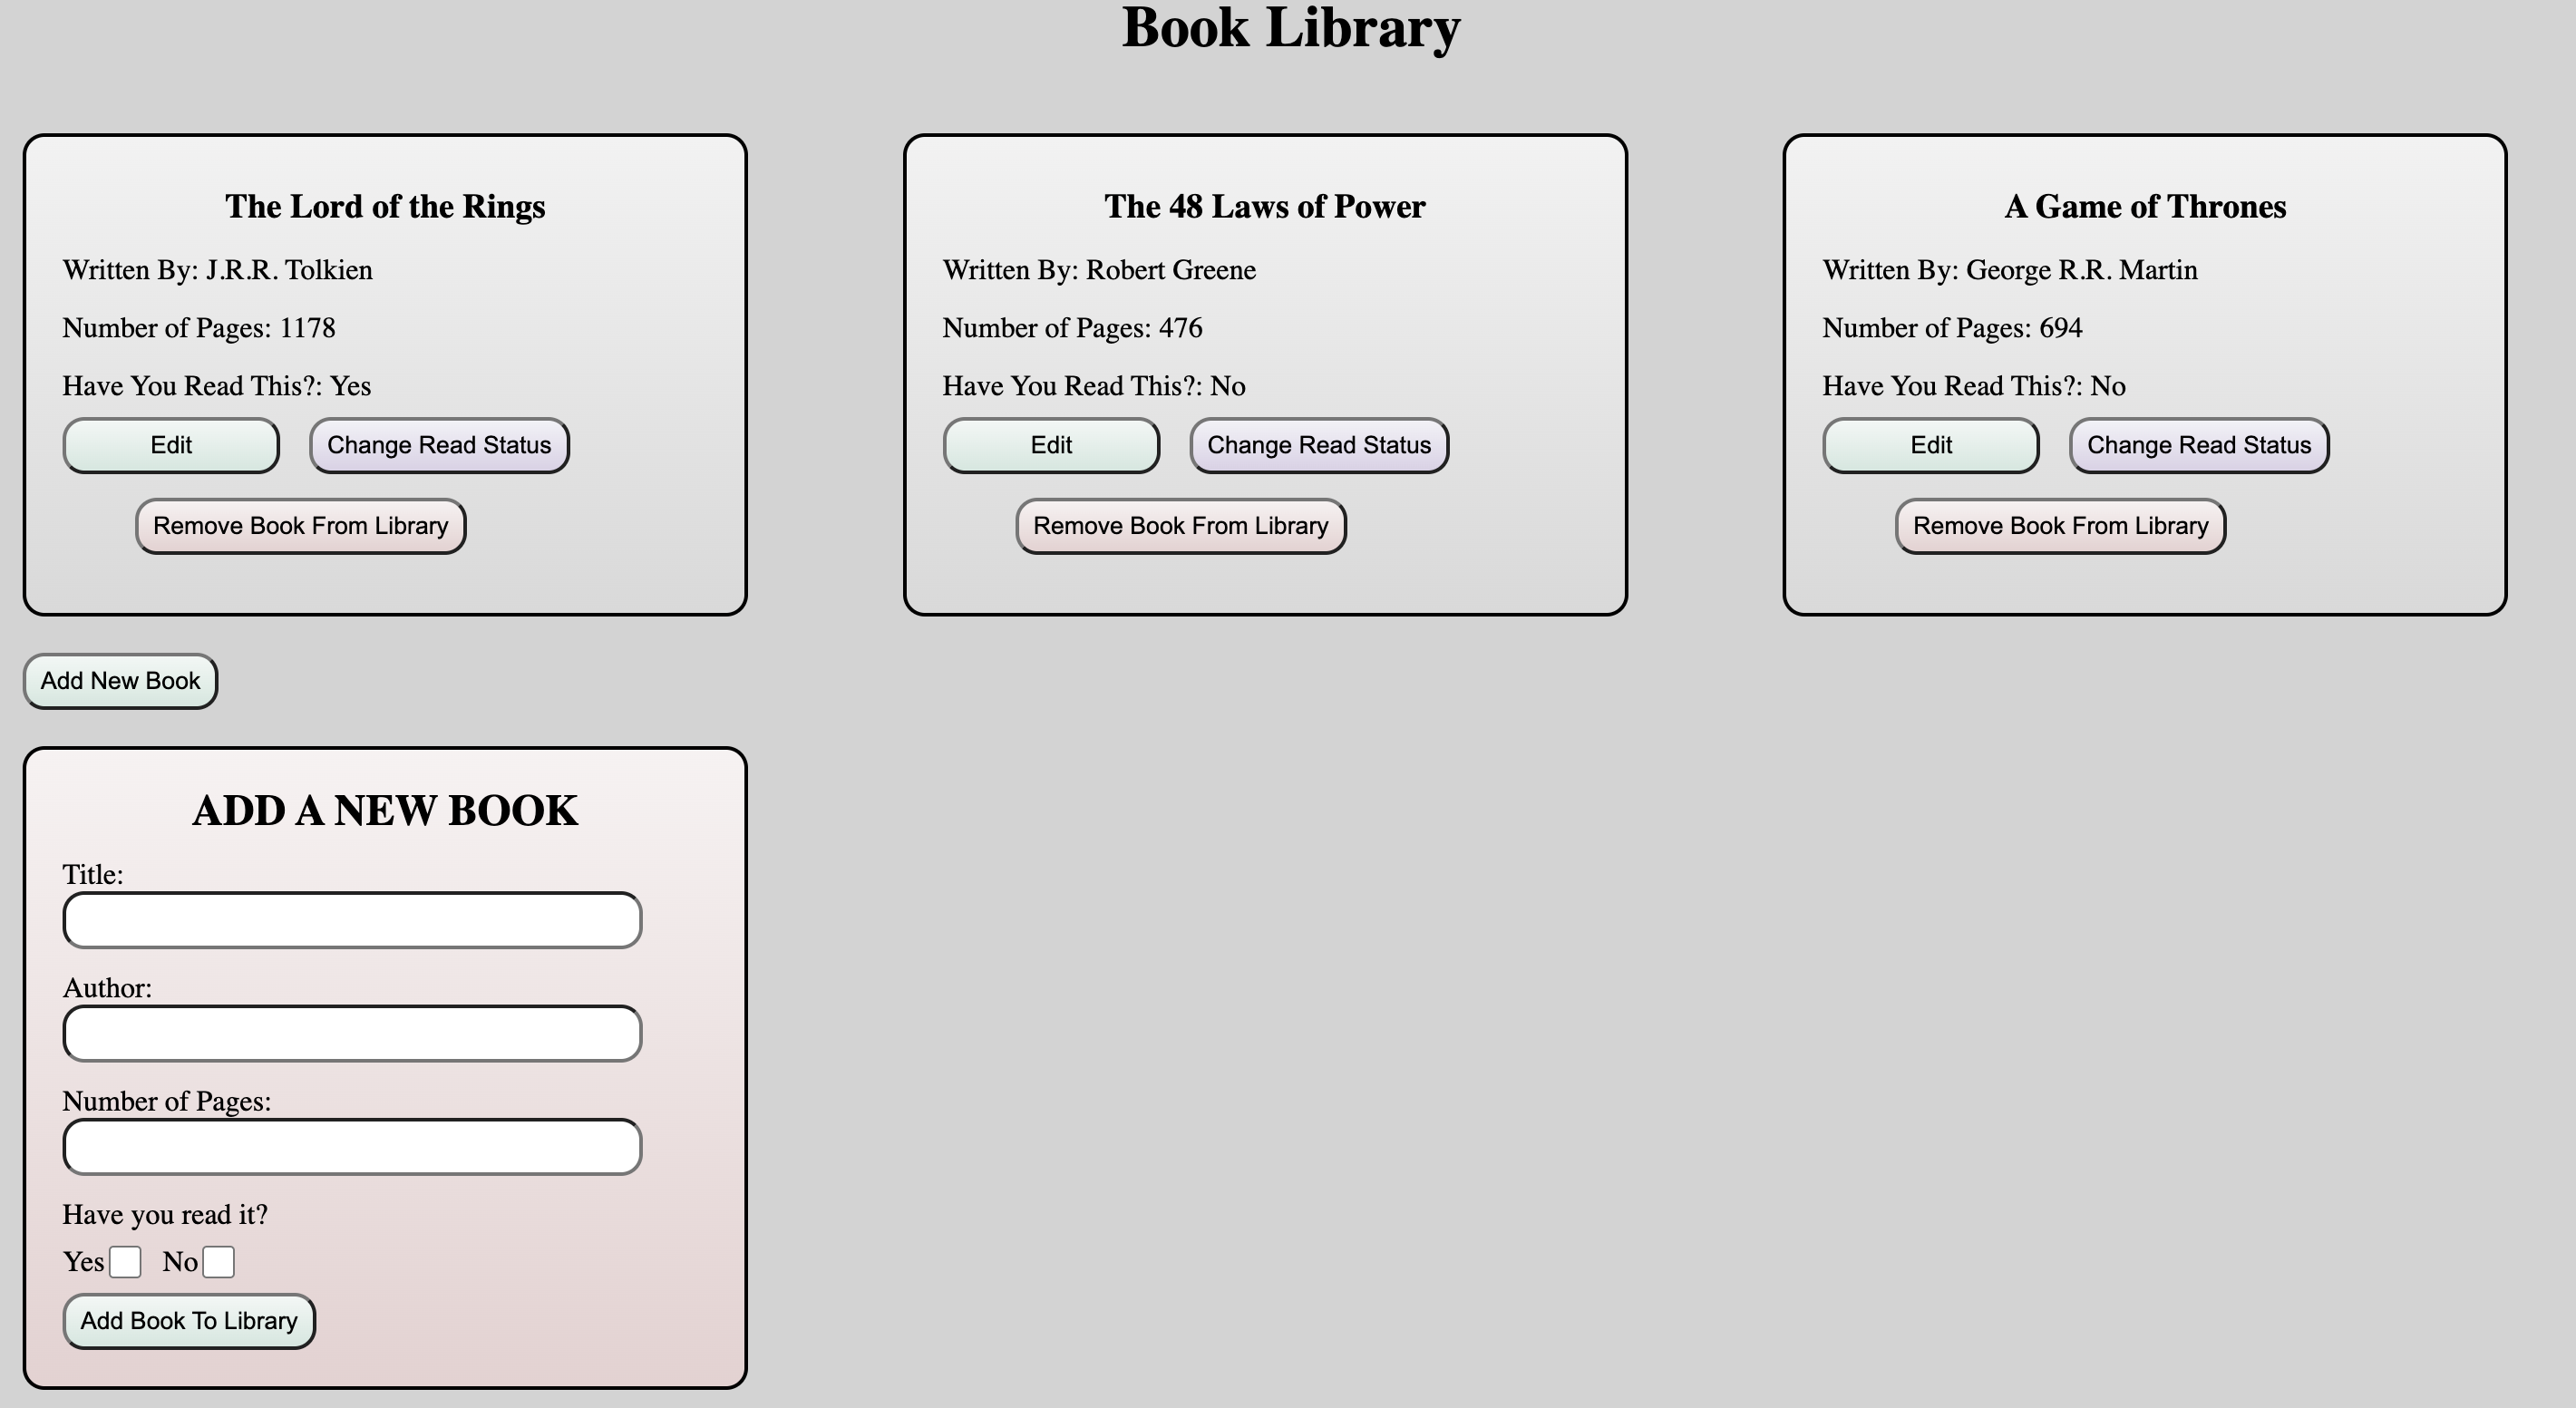 Book Library
The Lord of the Rings
Written By: J.R.R. Tolkien
Number of Pages: 1178
Have You Read This?: Yes
Edit
Change Read Status
Remove Book From Library
The 48 Laws of Power
Written By: Robert Greene
Number of Pages: 476
Have You Read This?: No
Edit
Change Read Status
Remove Book From Library
A Game of Thrones
Written By: George R.R. Martin
Number of Pages: 694
Have You Read This?: No
Edit
Change Read Status
Remove Book From Library
Add New Book
ADD A NEW BOOK
Title:
Author:
Number of Pages:
Have you read it?
Yes No
Add Book To Library